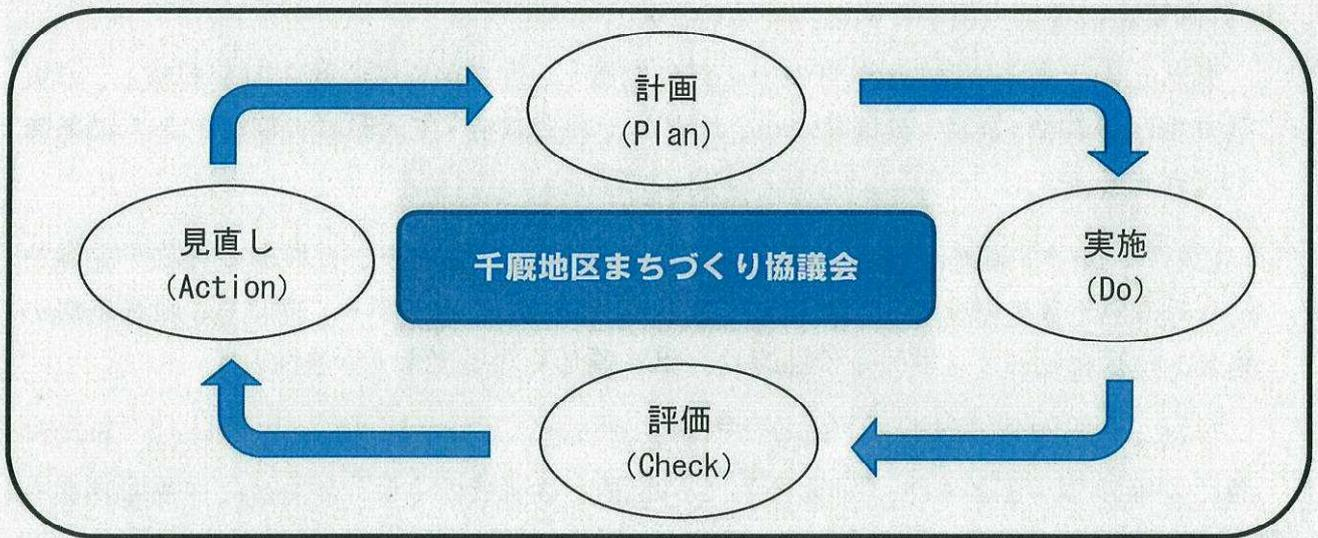 計画
(Plan)
見直し
(Action)
千厩地区まちづくり協議会
実施
(Do)
評価
(Check)